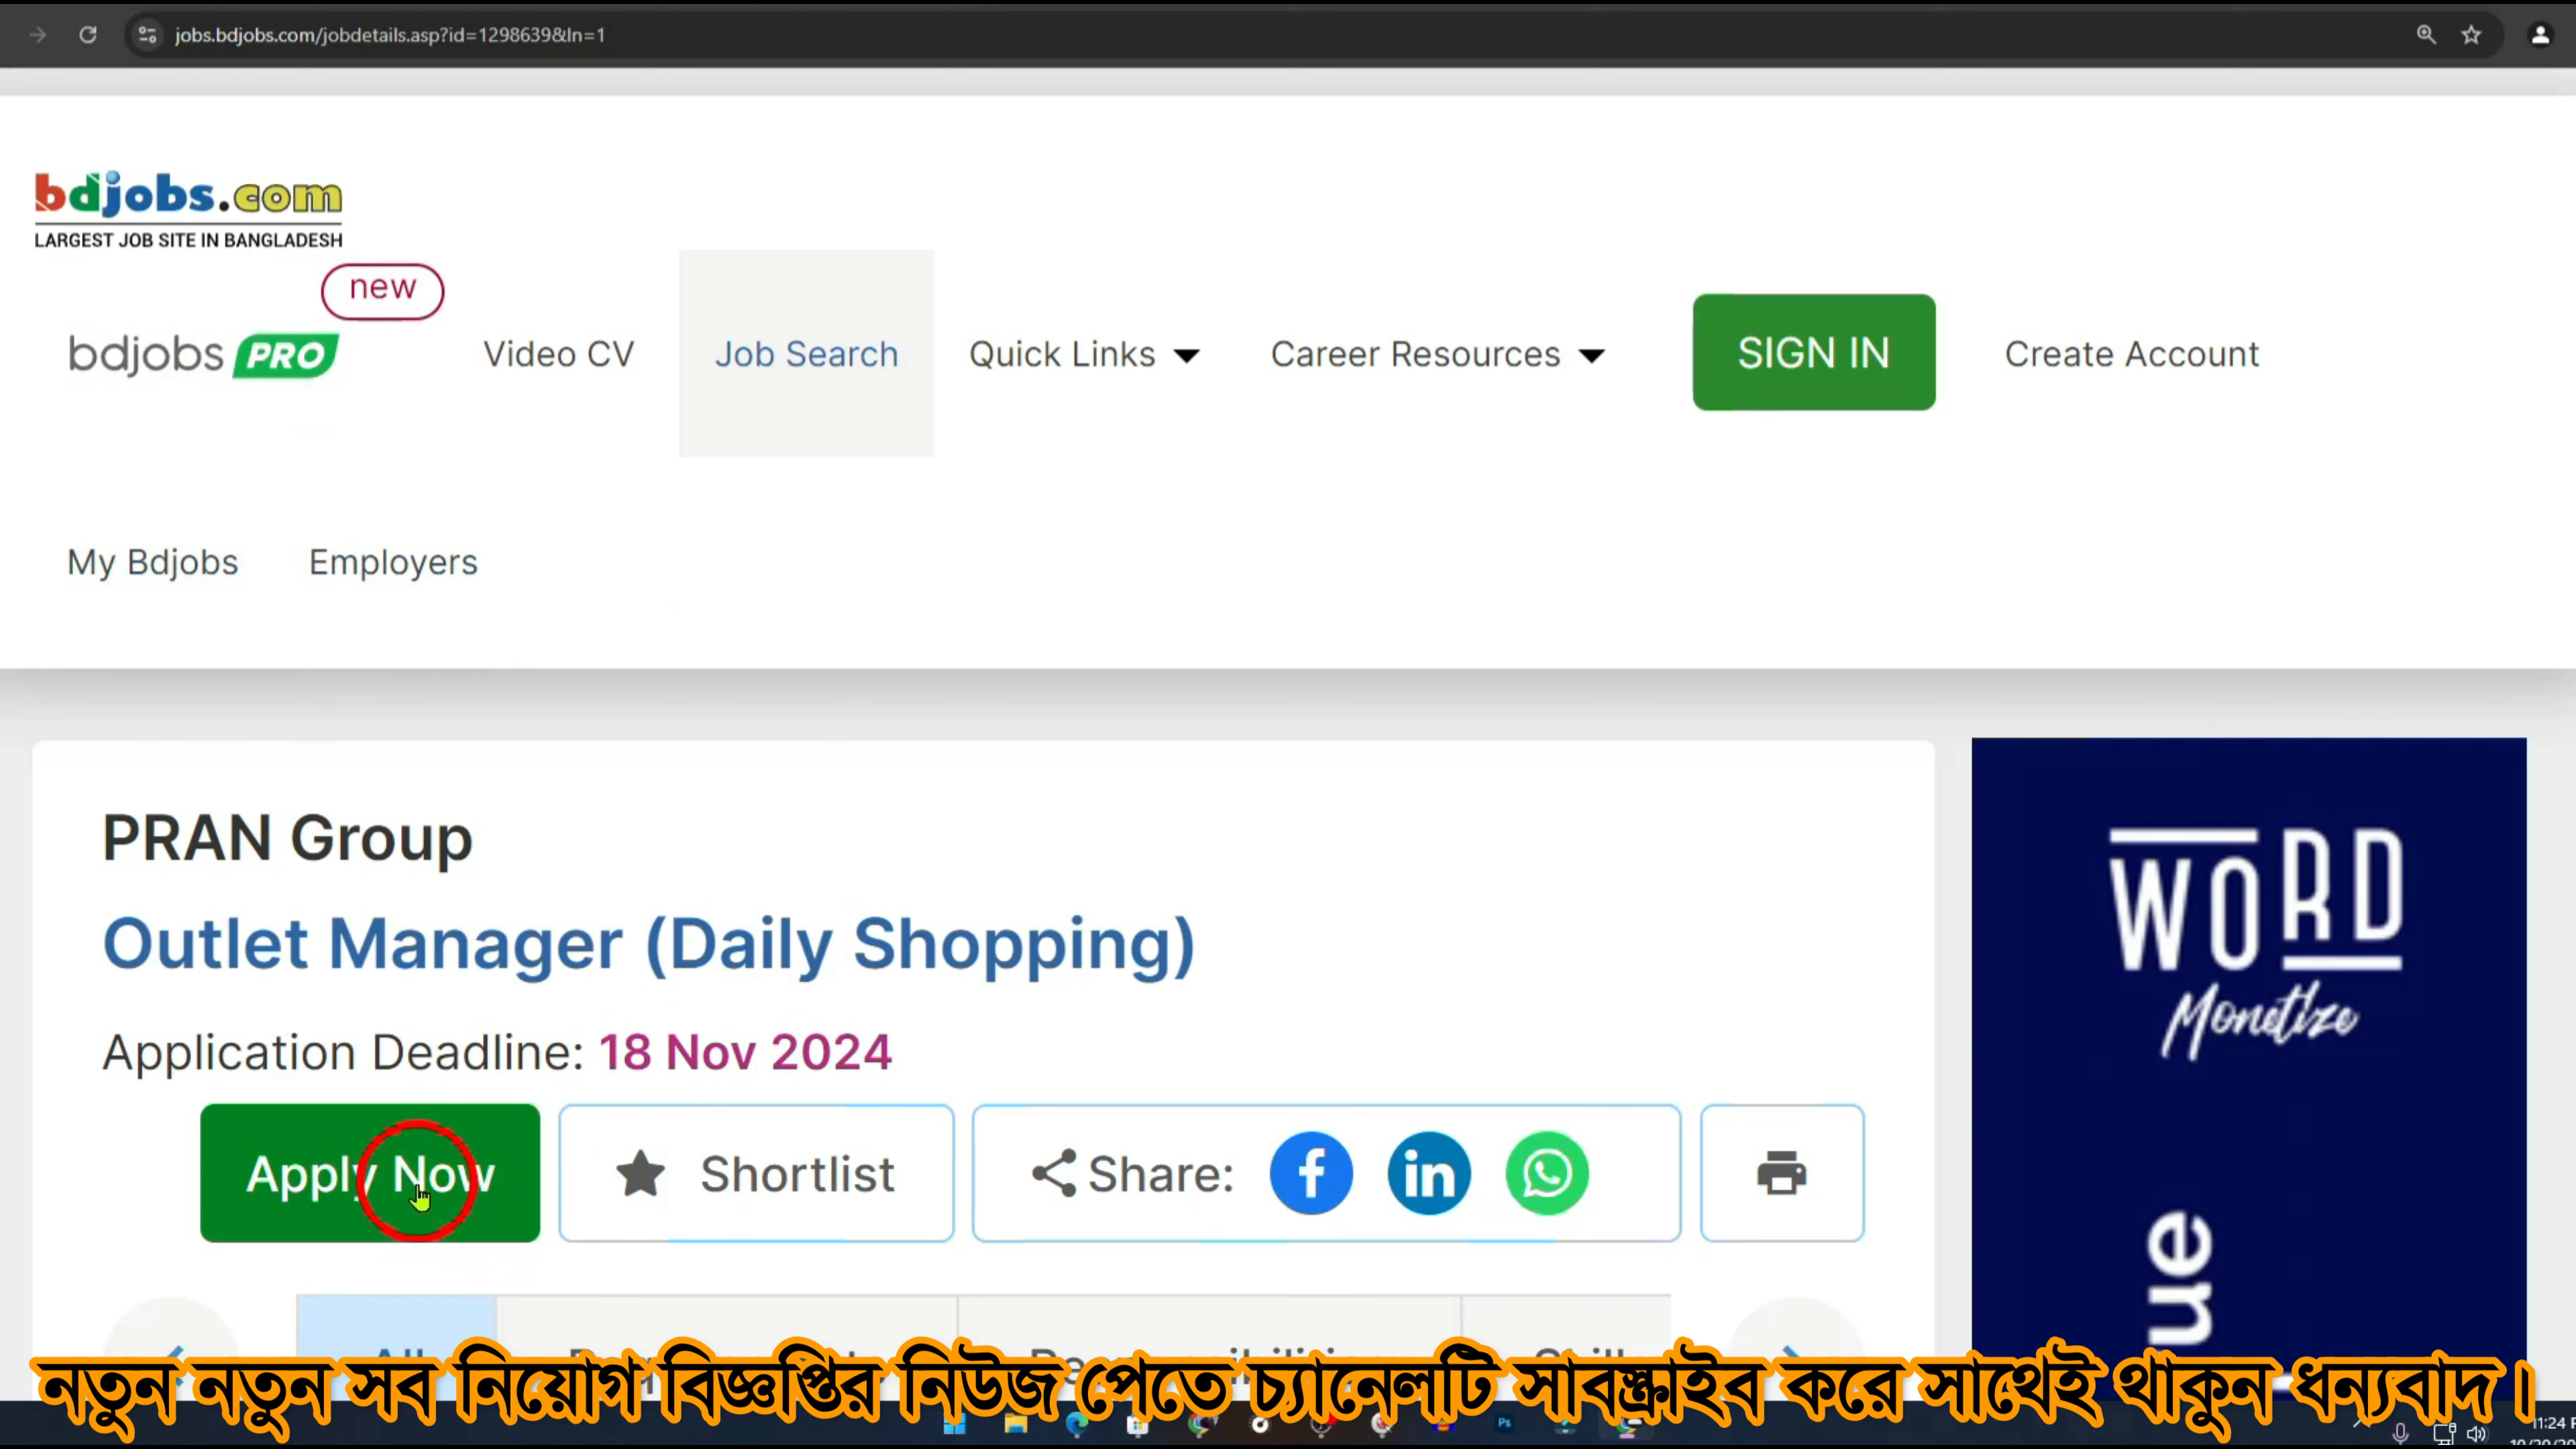 jobs.bdjobs.com/jobdetails.asp?id=1298639&ln=1
bdjobs.com
LARGEST JOB SITE IN BANGLADESH
new
bdjobs PRO
Video CV
Job Search
Quick Links
Career Resources
SIGN IN
Create Account
My Bdjobs
Employers
PRAN Group
Outlet Manager (Daily Shopping)
Application Deadline: 18 Nov 2024
Apply Now
Shortlist
Share:
WORD
Monetize
ue
নতুন নতুন সব নিয়োগ বিজ্ঞপ্তির নিউজ পেতে চ্যানেলটি সাবস্ক্রাইব করে সাথেই থাকুন ধন্যবাদ।
Ps